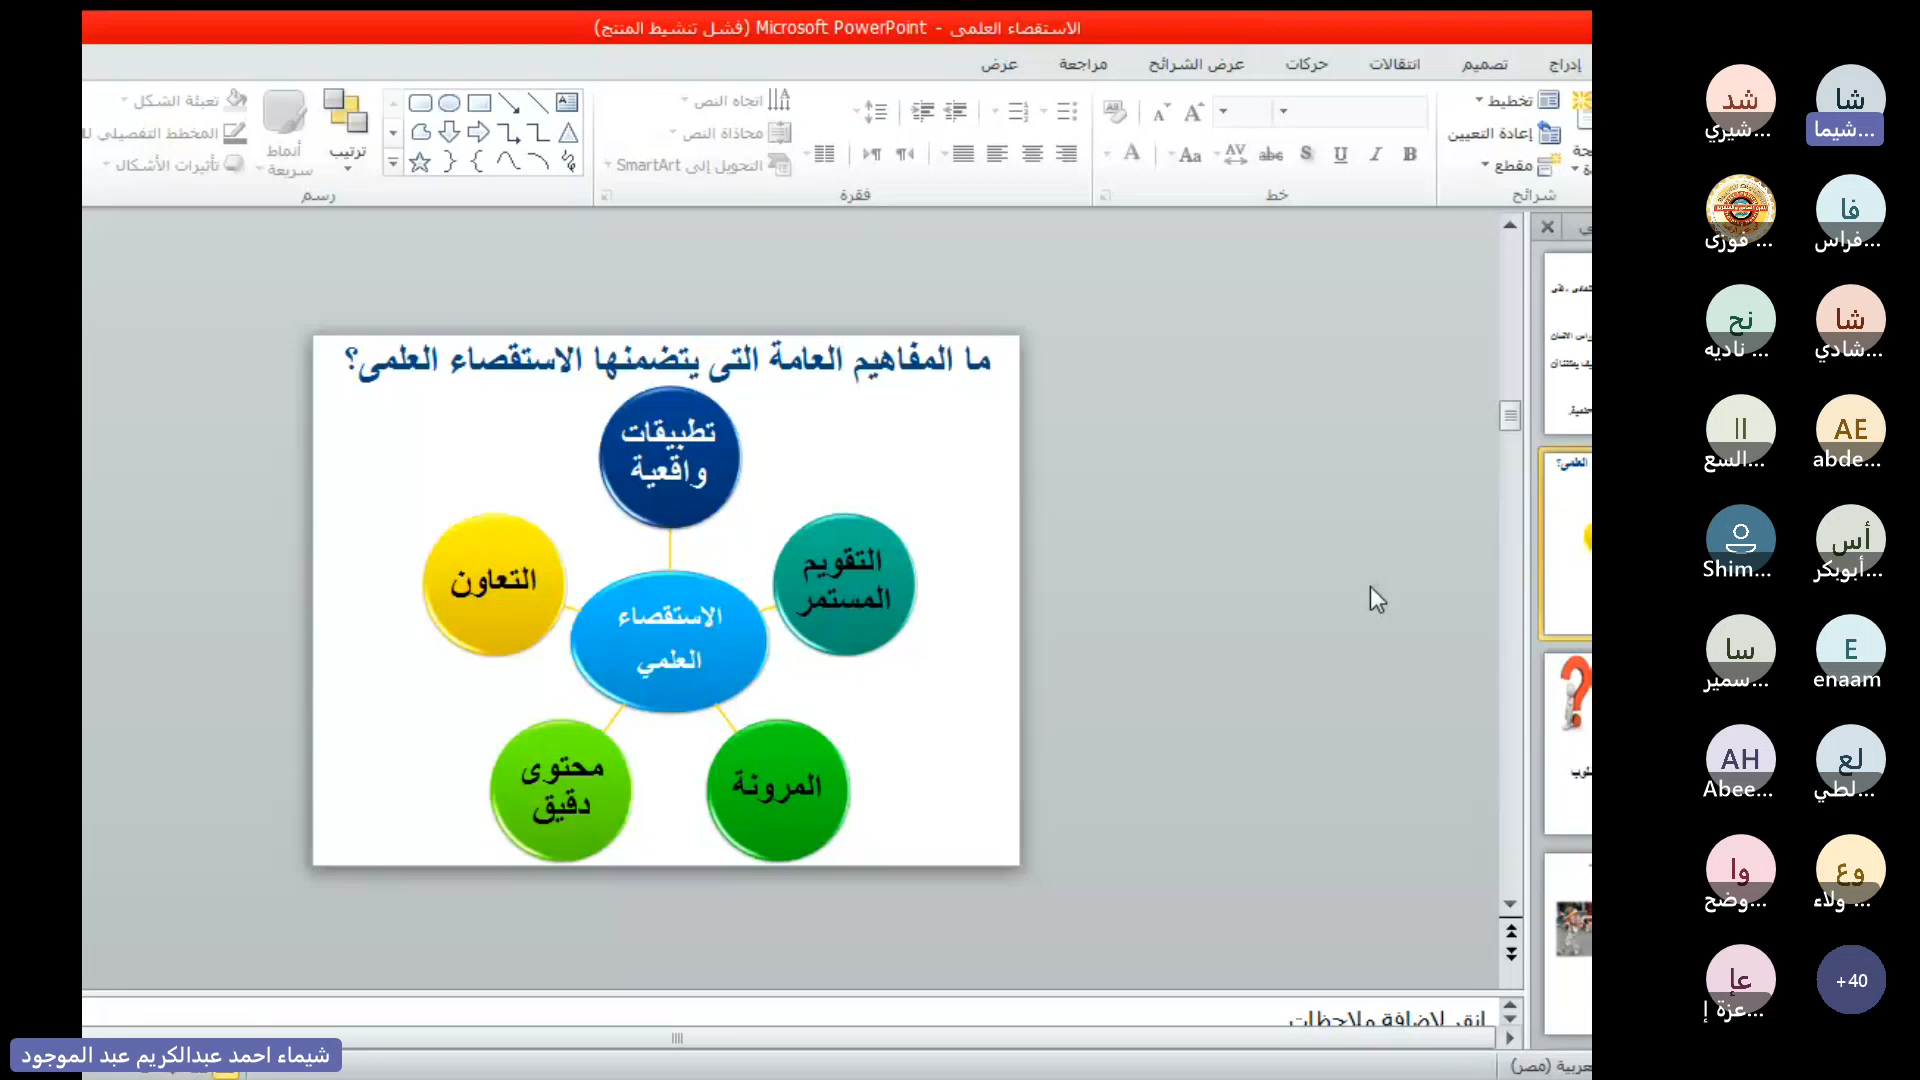 الاستقصاء العلمى - Microsoft PowerPoint (فشل تنشيط المنتج)
إدراج
تصميم
انتقالات
حركات
عرض الشرائح
مراجعة
عرض
تخطيط
إعادة التعيين
مقطع
شرائح
خط
اتجاه النص
محاذاة النص
التحويل إلى SmartArt
فقرة
ترتيب
أنماط
سريعة
تعبئة الشكل
المخطط التفصيلي
تأثيرات الأشكال
رسم
ما المفاهيم العامة التى يتضمنها الاستقصاء العلمى؟
تطبيقات
واقعية
التقويم
المستمر
التعاون
الاستقصاء
العلمي
المرونة
محتوى
دقيق
انقر لإضافة ملاحظات
شيماء احمد عبدالكريم عبد الموجود
شا
شيما...
شد
شيري...
فا
فراس...
فوزى ...
شا
شادي...
نح
ناديه ...
AE
abde...
اا
السع...
أس
أبوبكر...
Shim...
E
enaam
سا
سمير...
لع
لطي...
AH
Abee...
وع
ولاء ...
وا
وضح...
+40
عإ
عزة إ...